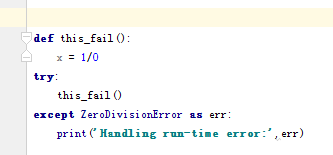 def this_fail():
    x = 1/0
try:
    this_fail()
except ZeroDivisionError as err:
    print('Handling run-time error:',err)